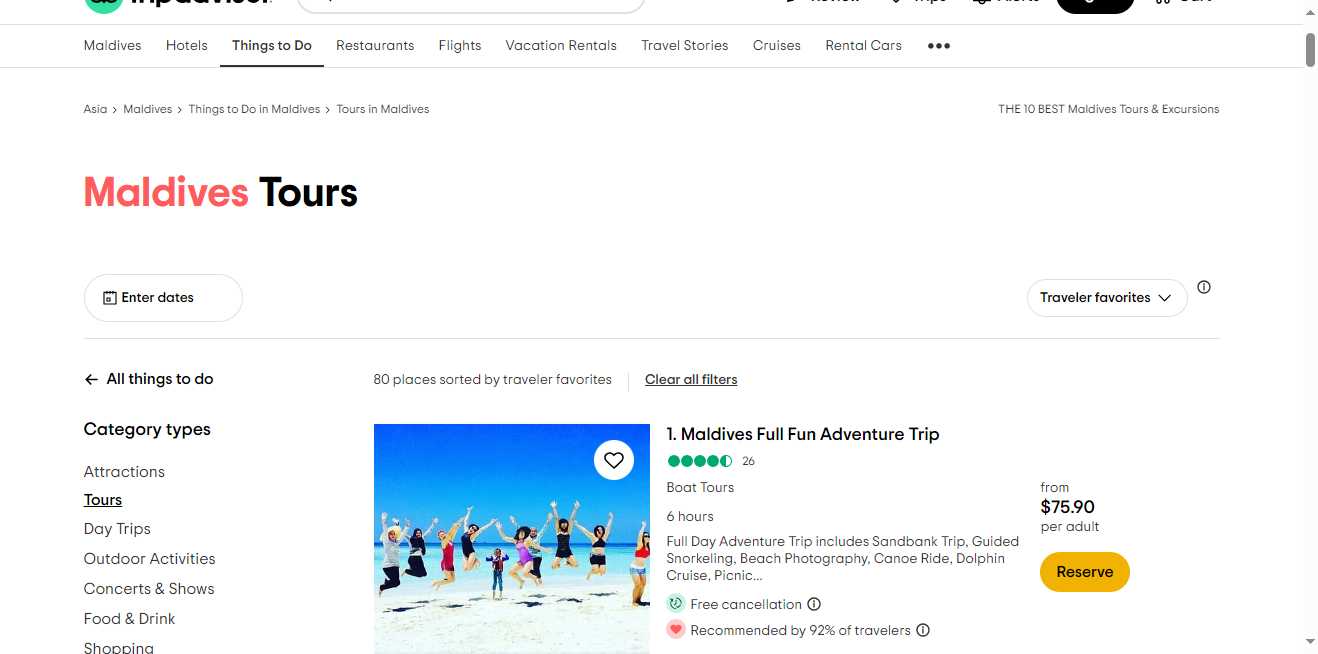 Tripadvisor
Review
Trips
Alerts
Cart
Maldives
Hotels
Things to Do
Restaurants
Flights
Vacation Rentals
Travel Stories
Cruises
Rental Cars
Asia > Maldives > Things to Do in Maldives > Tours in Maldives
THE 10 BEST Maldives Tours & Excursions
Maldives Tours
Enter dates
Traveler favorites
All things to do
80 places sorted by traveler favorites
Clear all filters
Category types
Attractions
Tours
Day Trips
Outdoor Activities
Concerts & Shows
Food & Drink
Shopping
1. Maldives Full Fun Adventure Trip
26
Boat Tours
6 hours
Full Day Adventure Trip includes Sandbank Trip, Guided
Snorkeling, Beach Photography, Canoe Ride, Dolphin
Cruise, Picnic...
Free cancellation
Recommended by 92% of travelers
from
$75.90
per adult
Reserve